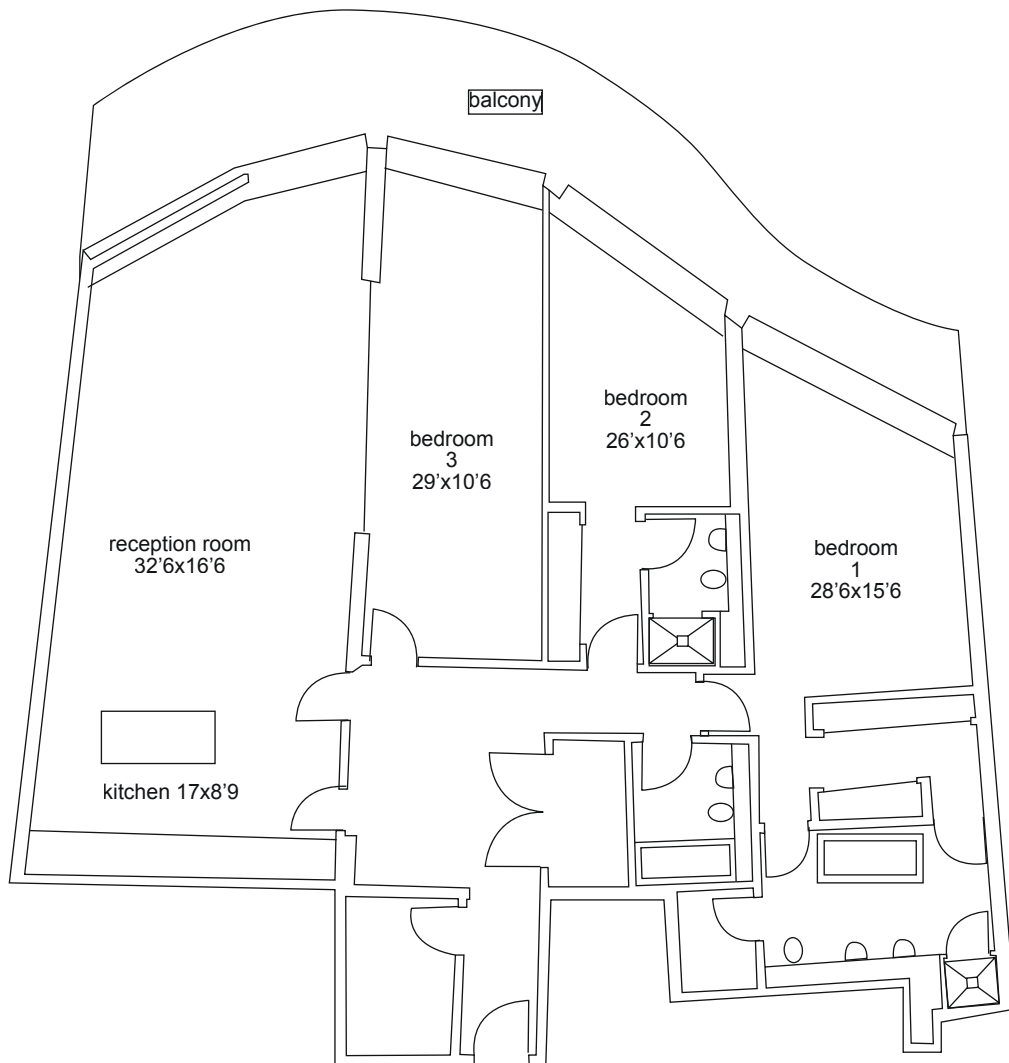 balcony
bedroom
2
26’x10’6
bedroom
3
29’x10’6
reception room
32’6x16’6
bedroom
1
28’6x15’6
kitchen 17x8’9